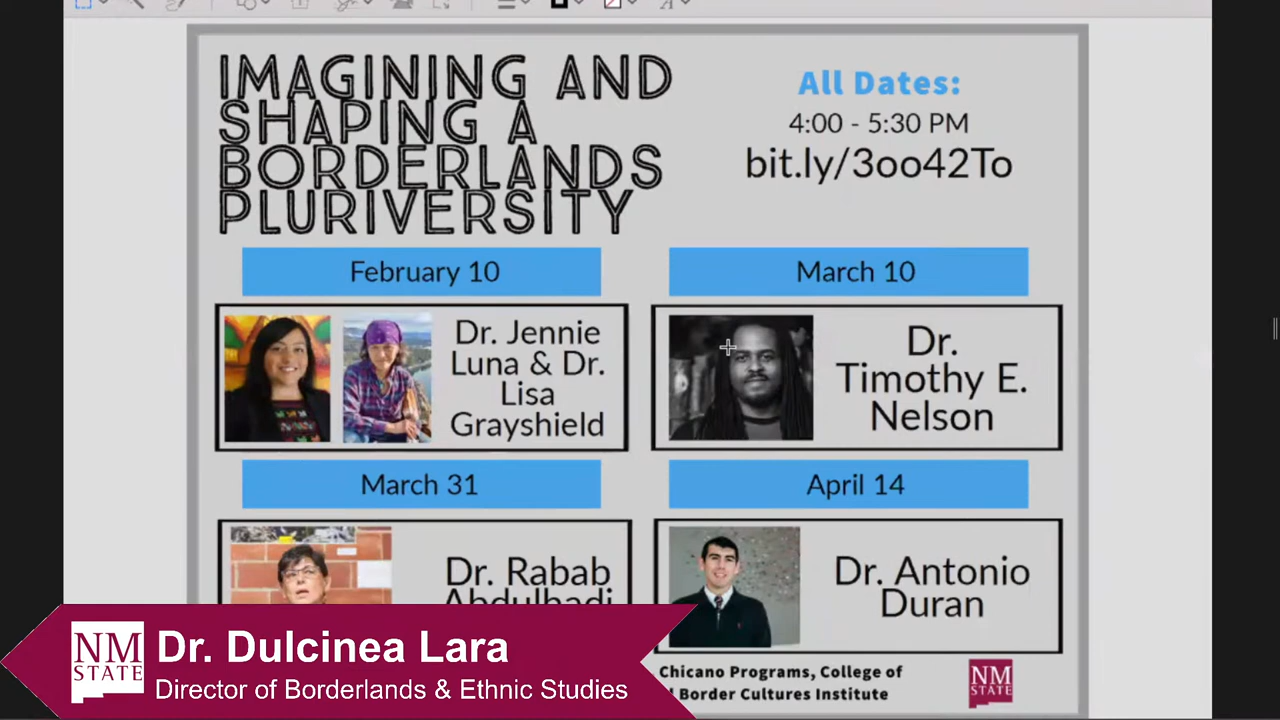 IMAGINING AND
SHAPING A
BORDERLANDS
PLURIVERSITY
All Dates:
4:00 - 5:30 PM
bit.ly/3oo42To
February 10
Dr. Jennie
Luna & Dr.
Lisa
Grayshield
March 10
Dr.
Timothy E.
Nelson
March 31
Dr. Rabab
Abdulhadi
April 14
Dr. Antonio
Duran
Chicano Programs, College of
Border Cultures Institute
NM
STATE
NM
STATE
Dr. Dulcinea Lara
Director of Borderlands & Ethnic Studies